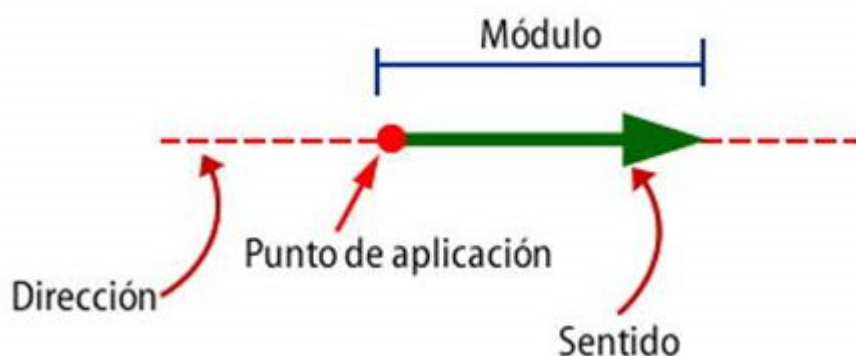 Módulo
Punto de aplicación
Dirección
Sentido